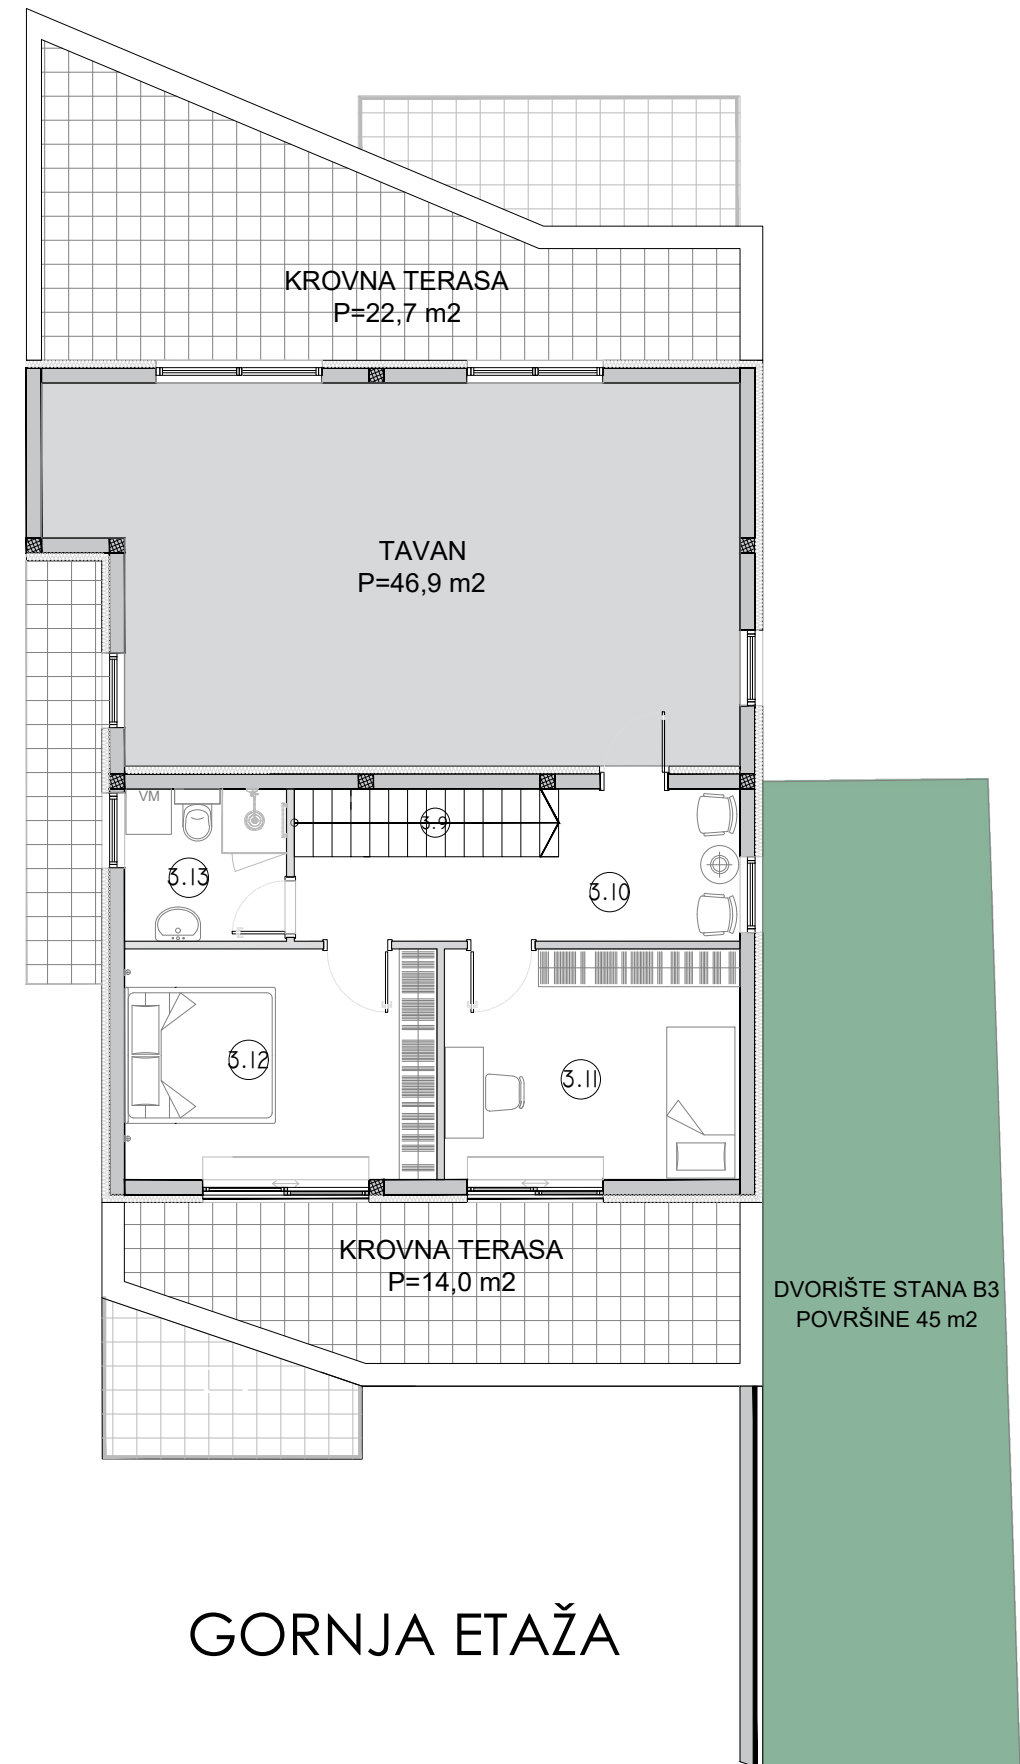 KROVNA TERASA
P=22,7 m2
TAVAN
P=46,9 m2
VM
3.9
3.13
3.10
3.12
3.11
KROVNA TERASA
P=14,0 m2
DVORIŠTE STANA B3
POVRŠINE 45 m2
GORNJA ETAŽA